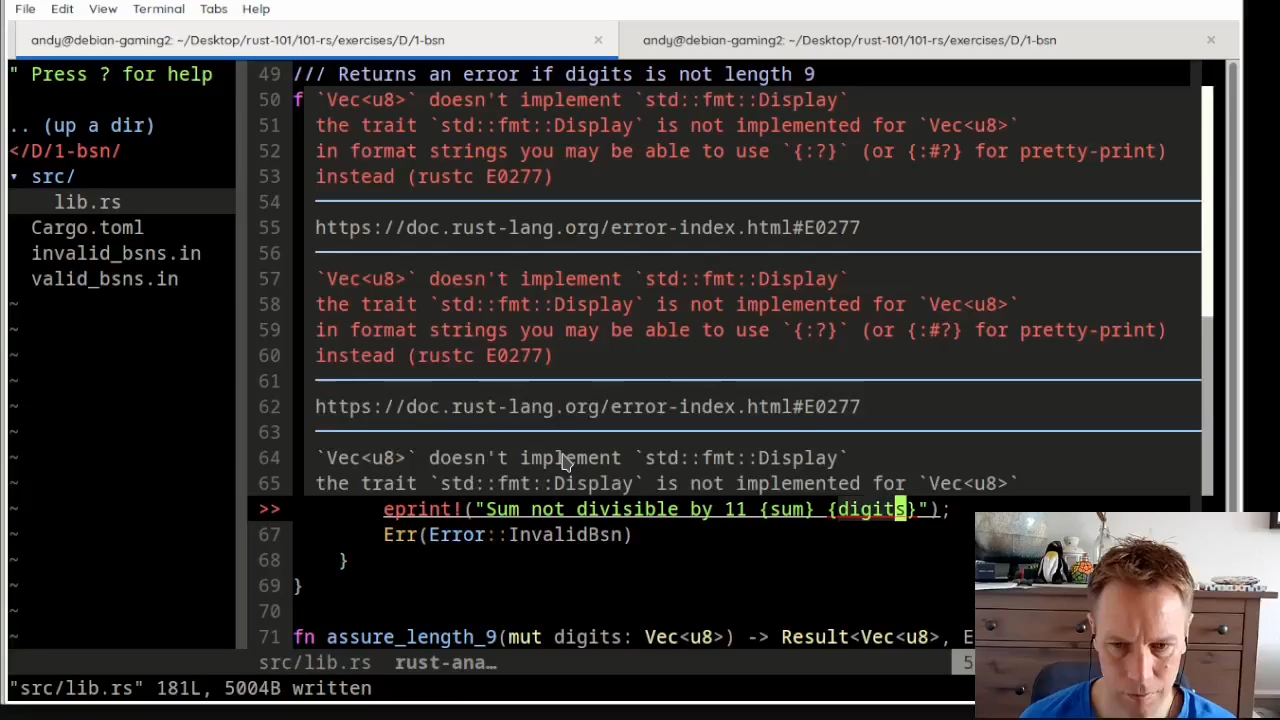 File Edit View Terminal Tabs Help
andy@debian-gaming2: ~/Desktop/rust-101/101-rs/exercises/D/1-bsn
andy@debian-gaming2: ~/Desktop/rust-101/101-rs/exercises/D/1-bsn
" Press ? for help
.. (up a dir)
</D/1-bsn/
▾ src/
lib.rs
Cargo.toml
invalid_bsns.in
valid_bsns.in
~
~
~
~
~
~
~
~
~
~
~
~
~
~
49 /// Returns an error if digits is not length 9
50 f `Vec<u8>` doesn't implement `std::fmt::Display`
51 the trait `std::fmt::Display` is not implemented for `Vec<u8>`
52 in format strings you may be able to use `{:?}` (or {:#?} for pretty-print)
53 instead (rustc E0277)
54
55 https://doc.rust-lang.org/error-index.html#E0277
56
57 `Vec<u8>` doesn't implement `std::fmt::Display`
58 the trait `std::fmt::Display` is not implemented for `Vec<u8>`
59 in format strings you may be able to use `{:?}` (or {:#?} for pretty-print)
60 instead (rustc E0277)
61
62 https://doc.rust-lang.org/error-index.html#E0277
63
64 `Vec<u8>` doesn't implement `std::fmt::Display`
65 the trait `std::fmt::Display` is not implemented for `Vec<u8>`
>> eprint!("Sum not divisible by 11 {sum} {digits}");
67 Err(Error::InvalidBsn)
68 }
69 }
70
71 fn assure_length_9(mut digits: Vec<u8>) -> Result<Vec<u8>, E
src/lib.rs rust-ana… 5
"src/lib.rs" 181L, 5004B written